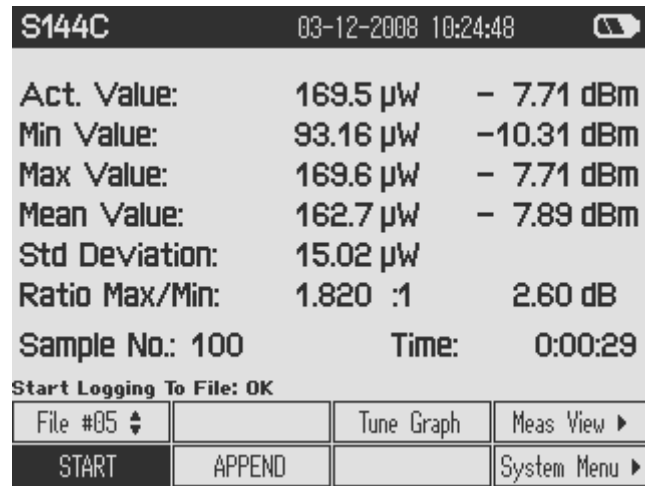 S144C 03-12-2008 10:24:48
Act. Value: 169.5 µW - 7.71 dBm
Min Value: 93.16 µW -10.31 dBm
Max Value: 169.6 µW - 7.71 dBm
Mean Value: 162.7 µW - 7.89 dBm
Std Deviation: 15.02 µW
Ratio Max/Min: 1.820 :1 2.60 dB
Sample No.: 100 Time: 0:00:29
Start Logging To File: OK
File #05 Tune Graph Meas View
START APPEND System Menu